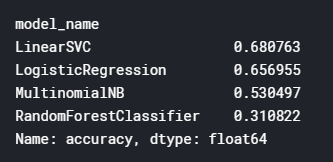 model_name
LinearSVC 0.680763
LogisticRegression 0.656955
MultinomialNB 0.530497
RandomForestClassifier 0.310822
Name: accuracy, dtype: float64